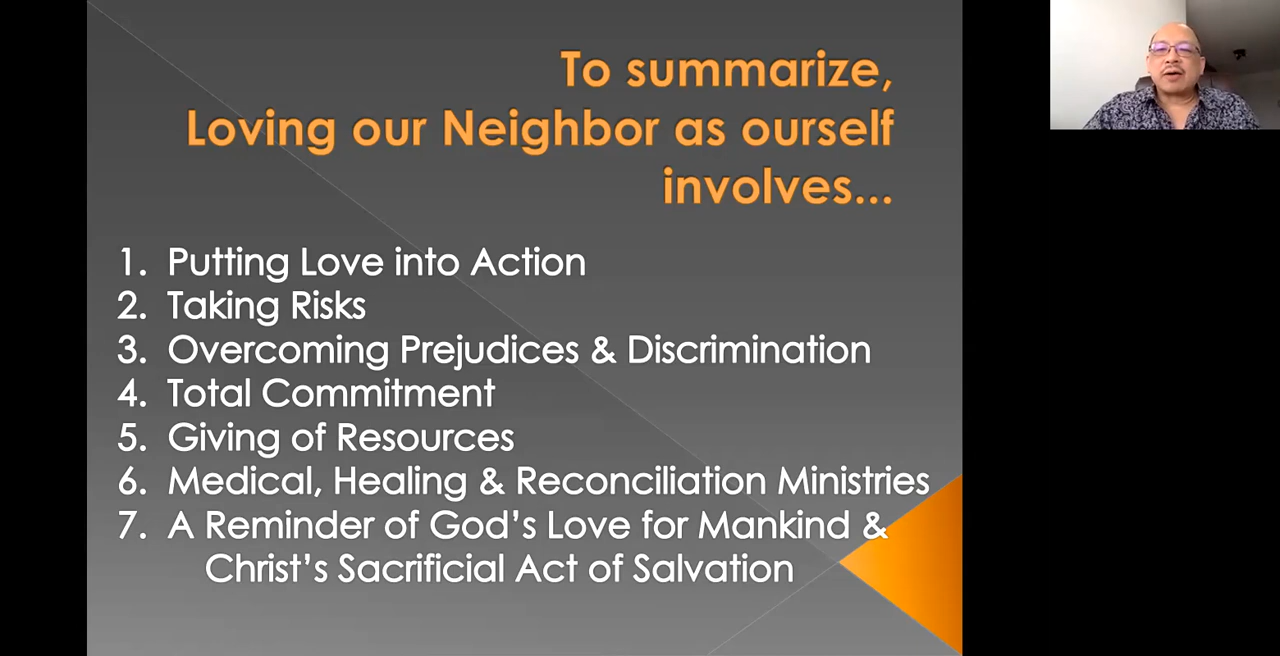 To summarize,
Loving our Neighbor as ourself
involves...
1. Putting Love into Action
2. Taking Risks
3. Overcoming Prejudices & Discrimination
4. Total Commitment
5. Giving of Resources
6. Medical, Healing & Reconciliation Ministries
7. A Reminder of God’s Love for Mankind &
Christ’s Sacrificial Act of Salvation